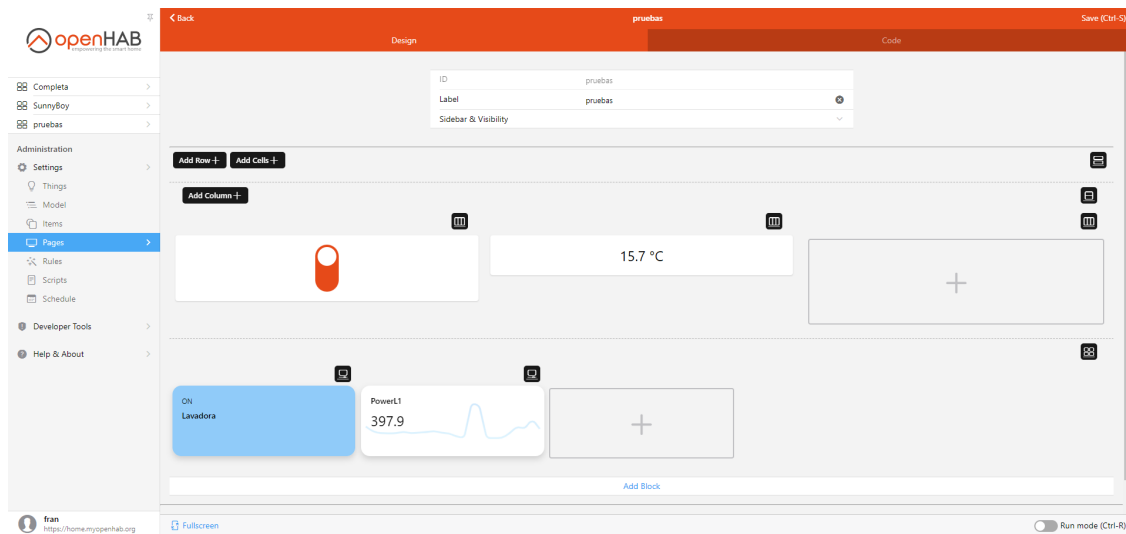 openHAB
empowering the smart home
Completa
SunnyBoy
pruebas
Administration
Settings
Things
Model
Items
Pages
Rules
Scripts
Schedule
Developer Tools
Help & About
fran
https://home.myopenhab.org
Back
pruebas
Save (Ctrl-S)
Design
Code
ID
pruebas
Label
pruebas
Sidebar & Visibility
Add Row
Add Cells
Add Column
15.7 °C
ON
Lavadora
PowerL1
397.9
Add Block
Fullscreen
Run mode (Ctrl-R)